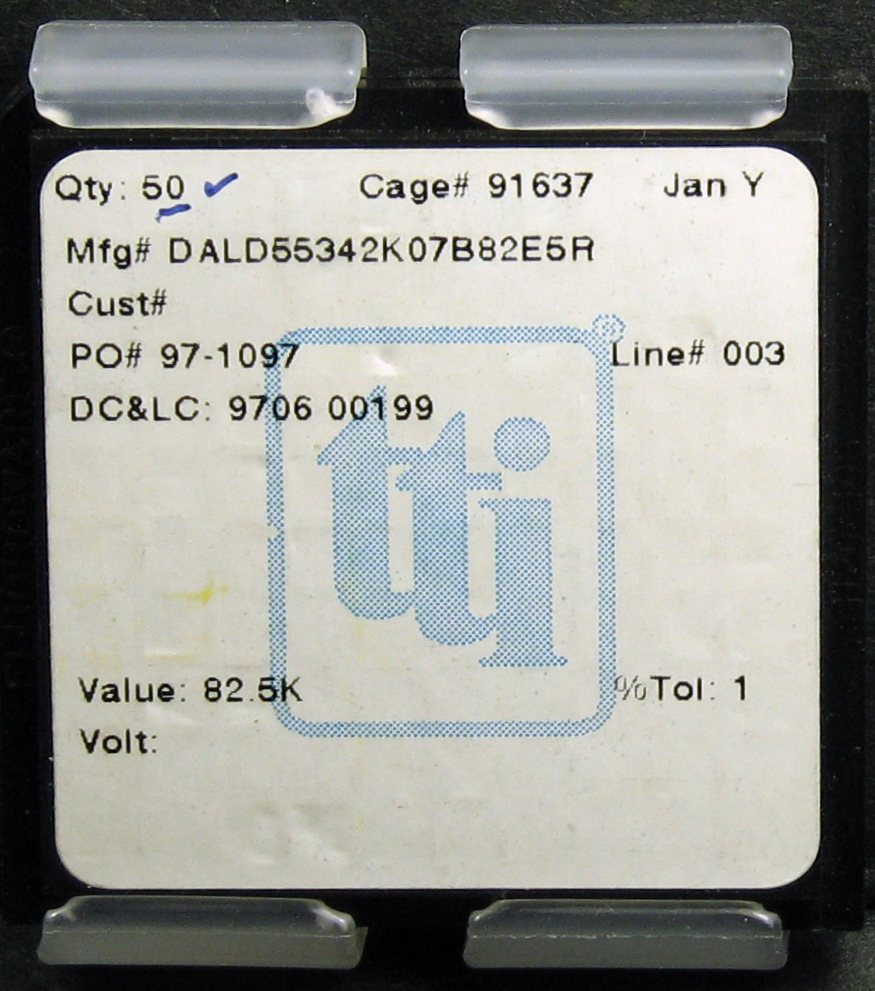 Qty: 50 ✓ Cage# 91637 Jan Y
Mfg# DALD55342K07B82E5R
Cust#
PO# 97-1097 Line# 003
DC&LC: 9706 00199
tti ®
Value: 82.5K %Tol: 1
Volt: